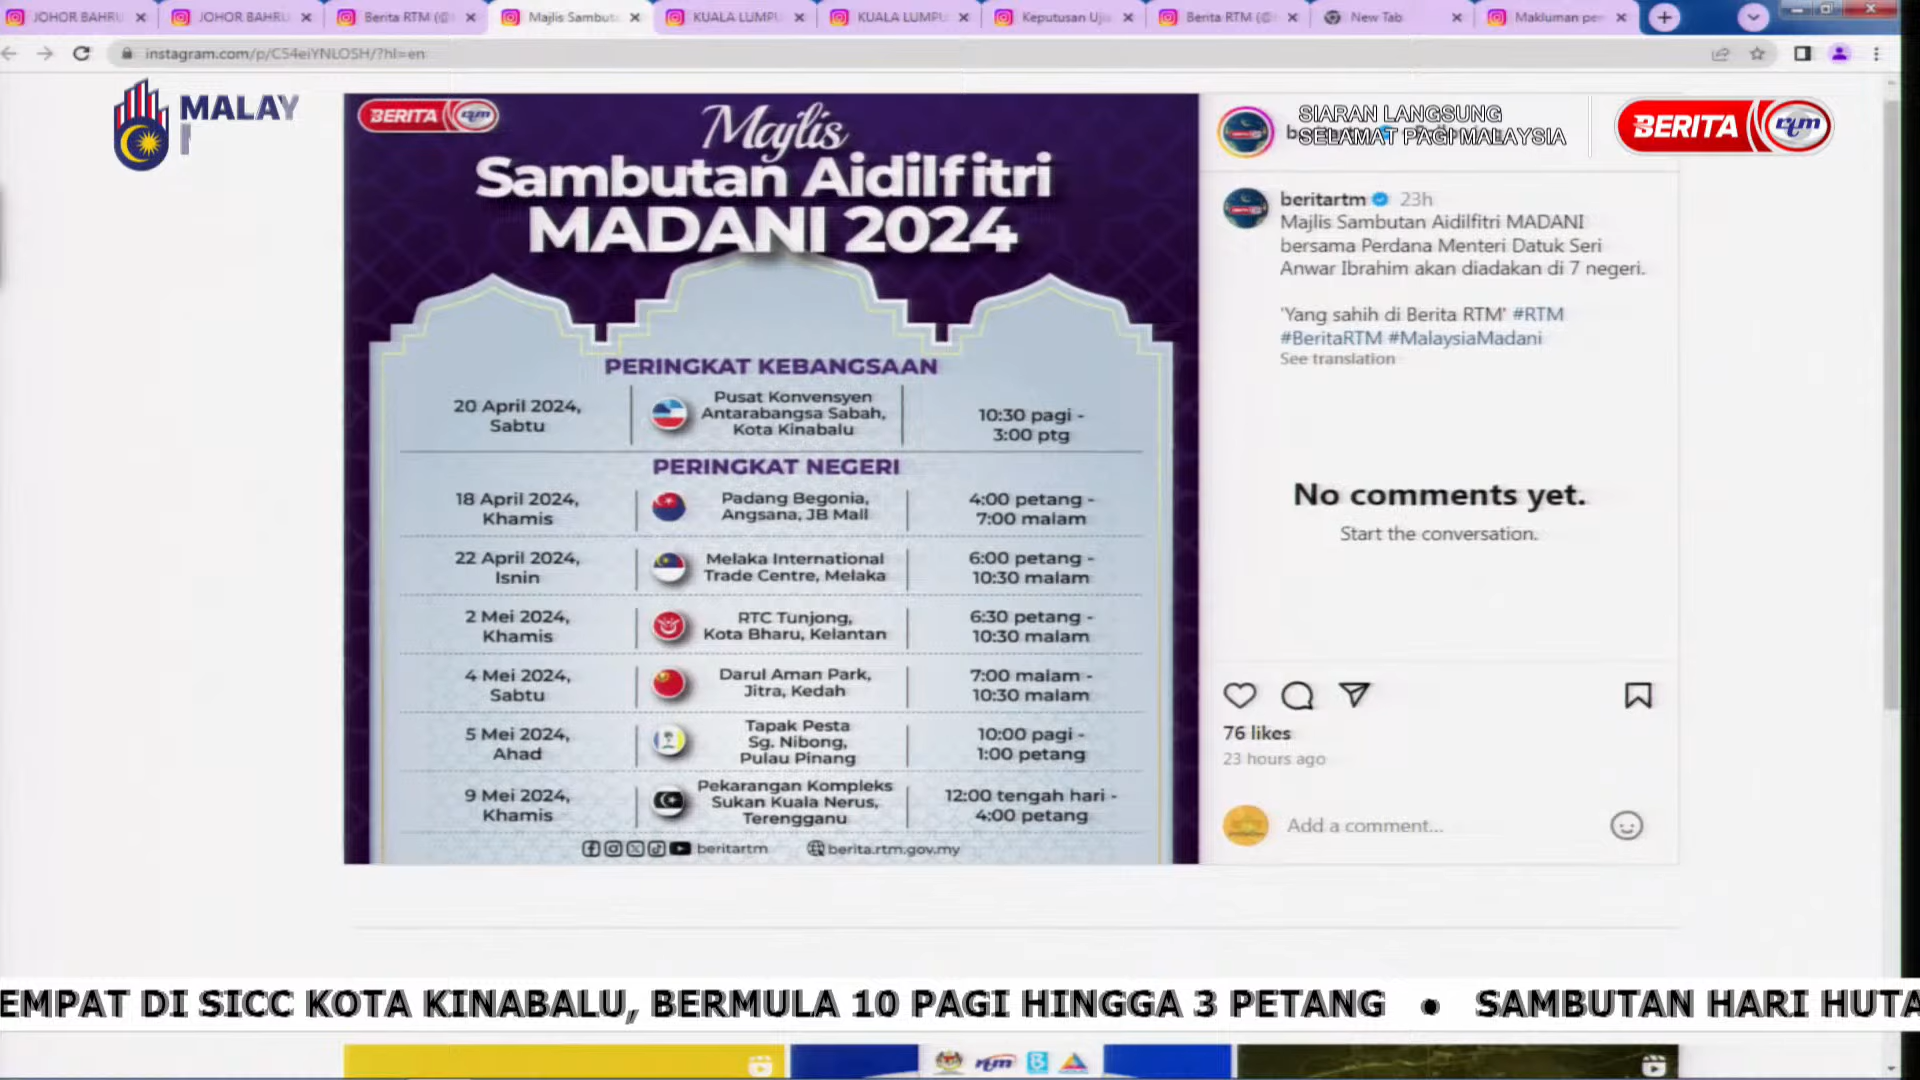 JOHOR BAHRU
JOHOR BAHRU
Berita RTM (@
Majlis Sambuta
KUALA LUMPU
KUALA LUMPU
Keputusan Uji
Berita RTM (@
New Tab
Makluman per
instagram.com/p/C54eiYNLOSH/?hl=en
MALAY
SIARAN LANGSUNG
SELAMAT PAGI MALAYSIA
BERITA rtm
BERITA rtm
Majlis
Sambutan Aidilfitri
MADANI 2024
PERINGKAT KEBANGSAAN
20 April 2024,
Sabtu
Pusat Konvensyen
Antarabangsa Sabah,
Kota Kinabalu
10:30 pagi -
3:00 ptg
PERINGKAT NEGERI
18 April 2024,
Khamis
Padang Begonia,
Angsana, JB Mall
4:00 petang -
7:00 malam
22 April 2024,
Isnin
Melaka International
Trade Centre, Melaka
6:00 petang -
10:30 malam
2 Mei 2024,
Khamis
RTC Tunjong,
Kota Bharu, Kelantan
6:30 petang -
10:30 malam
4 Mei 2024,
Sabtu
Darul Aman Park,
Jitra, Kedah
7:00 malam -
10:30 malam
5 Mei 2024,
Ahad
Tapak Pesta
Sg. Nibong,
Pulau Pinang
10:00 pagi -
1:00 petang
9 Mei 2024,
Khamis
Pekarangan Kompleks
Sukan Kuala Nerus,
Terengganu
12:00 tengah hari -
4:00 petang
beritartm
berita.rtm.gov.my
beritartm 23h
Majlis Sambutan Aidilfitri MADANI
bersama Perdana Menteri Datuk Seri
Anwar Ibrahim akan diadakan di 7 negeri.
'Yang sahih di Berita RTM' #RTM
#BeritaRTM #MalaysiaMadani
See translation
No comments yet.
Start the conversation.
76 likes
23 hours ago
Add a comment...
EMPAT DI SICC KOTA KINABALU, BERMULA 10 PAGI HINGGA 3 PETANG • SAMBUTAN HARI HUTA
rtm